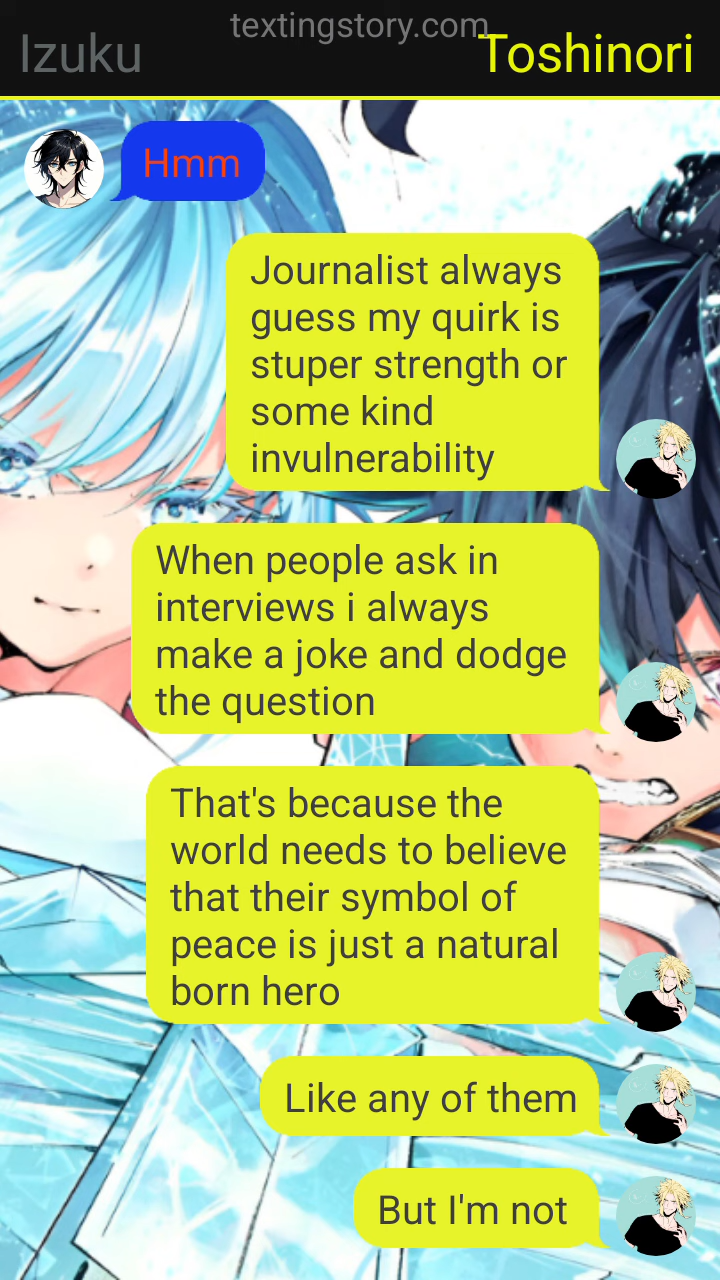 textingstory.com
Izuku
Toshinori
Hmm
Journalist always
guess my quirk is
stuper strength or
some kind
invulnerability
When people ask in
interviews i always
make a joke and dodge
the question
That's because the
world needs to believe
that their symbol of
peace is just a natural
born hero
Like any of them
But I'm not